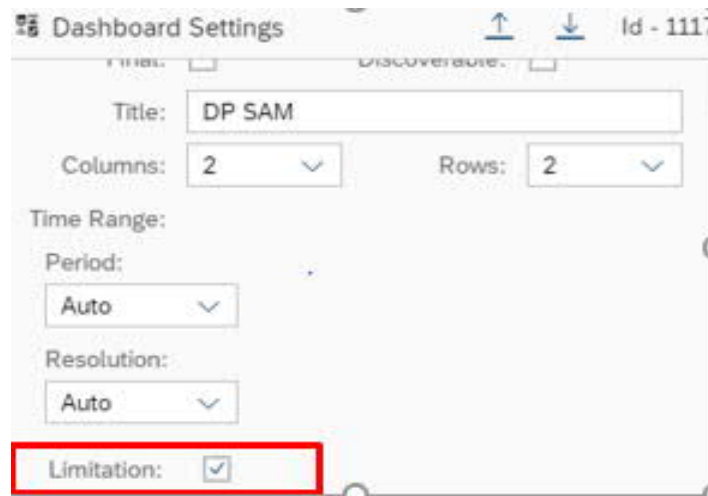 Dashboard Settings Id - 1117
Final: Discoverable:
Title: DP SAM
Columns: 2 Rows: 2
Time Range:
Period:
Auto
Resolution:
Auto
Limitation: